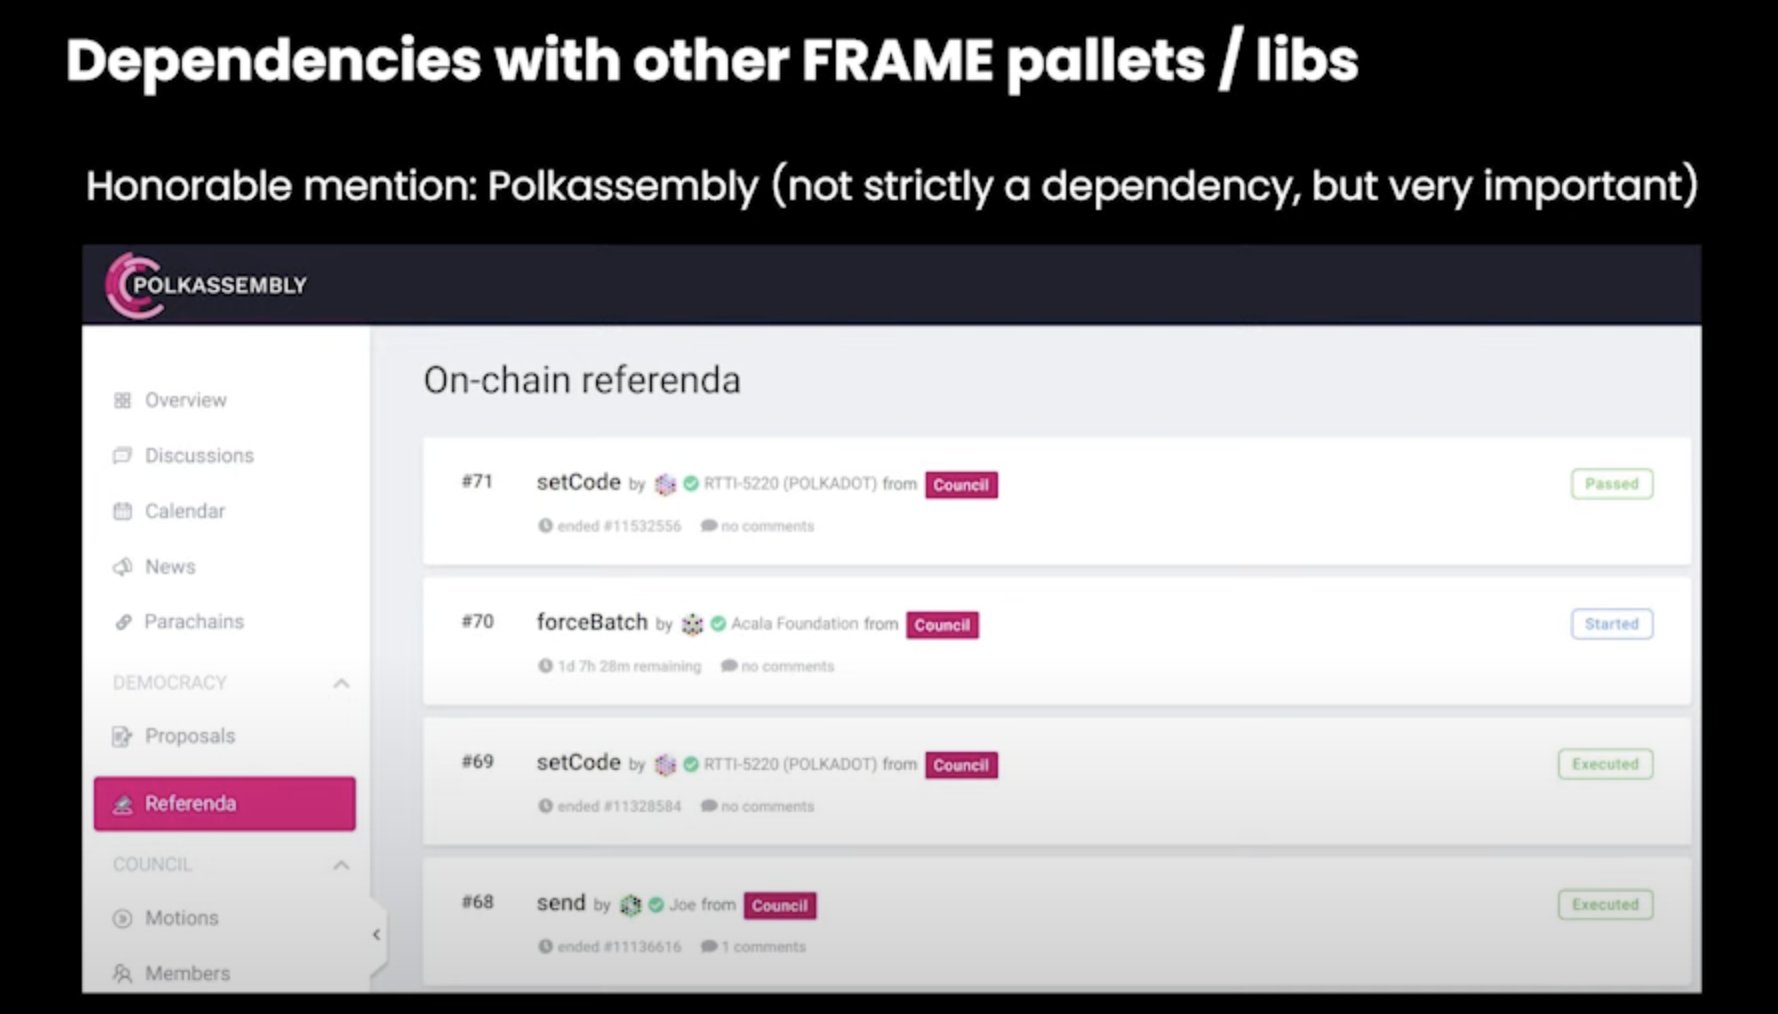 Dependencies with other FRAME pallets / libs
Honorable mention: Polkassembly (not strictly a dependency, but very important)
POLKASSEMBLY
Overview
Discussions
Calendar
News
Parachains
DEMOCRACY
Proposals
Referenda
COUNCIL
Motions
Members
On-chain referenda
#71 setCode by RTTI-5220 (POLKADOT) from Council Passed
ended #11532556 no comments
#70 forceBatch by Acala Foundation from Council Started
1d 7h 28m remaining no comments
#69 setCode by RTTI-5220 (POLKADOT) from Council Executed
ended #11328584 no comments
#68 send by Joe from Council Executed
ended #11136616 1 comments